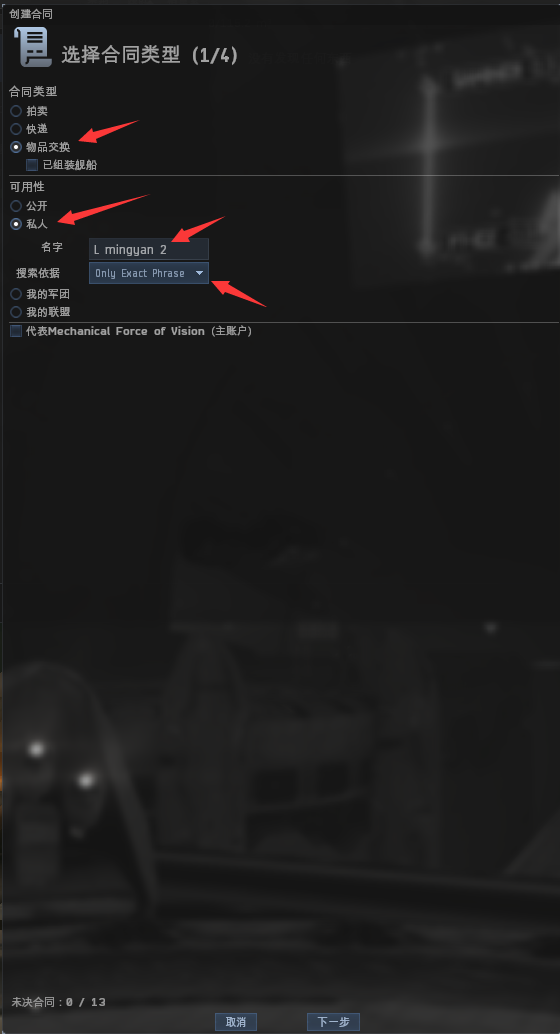 创建合同
选择合同类型 (1/4)
合同类型
拍卖
快递
物品交换
已组装舰船
可用性
公开
私人
名字 L mingyan 2
搜索依据 Only Exact Phrase
我的军团
我的联盟
代表Mechanical Force of Vision (主账户)
未决合同：0 / 13
取消 下一步